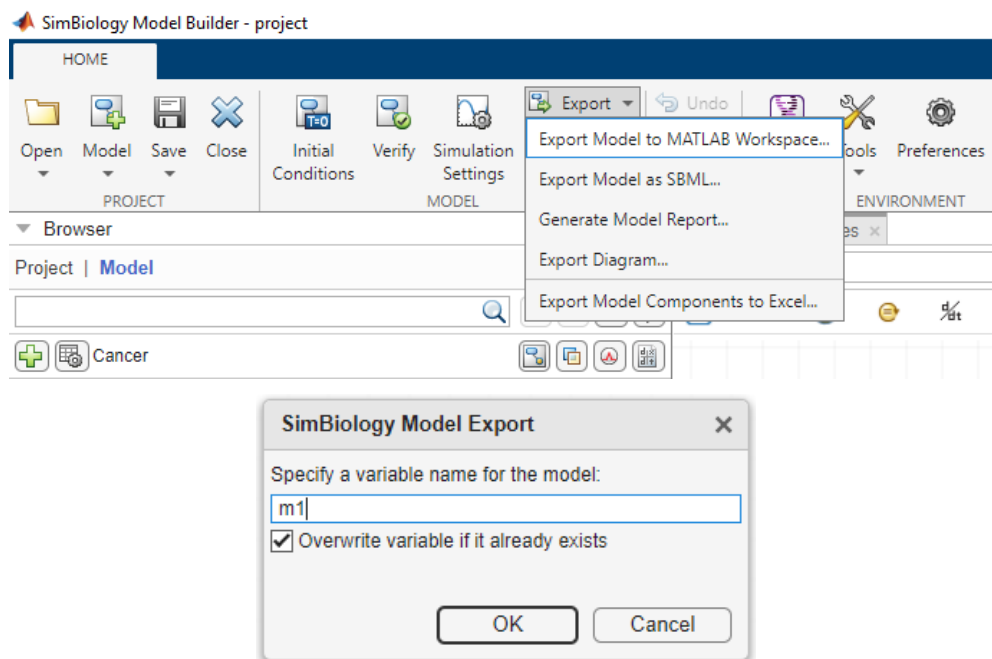 SimBiology Model Builder - project
HOME
Export
Undo
Open
Model
Save
Close
Initial Conditions
Verify
Simulation Settings
Export Model to MATLAB Workspace...
Export Model as SBML...
Generate Model Report...
Export Diagram...
Export Model Components to Excel...
Preferences
PROJECT
MODEL
ENVIRONMENT
Browser
Project | Model
T=0
d/dt
Cancer
SimBiology Model Export
Specify a variable name for the model:
m1
Overwrite variable if it already exists
OK
Cancel